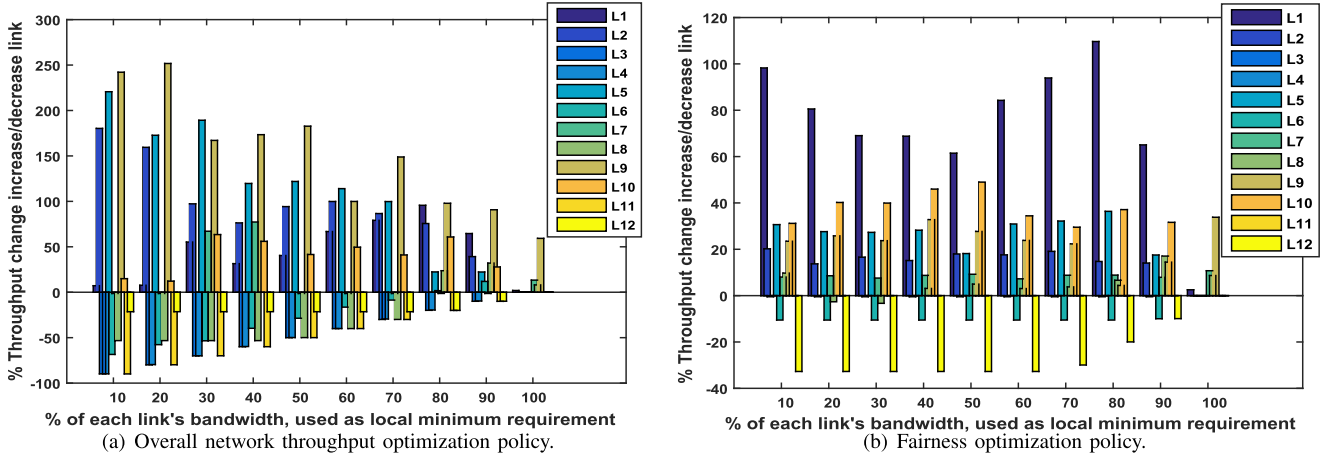 % Throughput change increase/decrease link
300
250
200
150
100
50
0
-50
-100
10 20 30 40 50 60 70 80 90 100
% of each link's bandwidth, used as local minimum requirement
L1
L2
L3
L4
L5
L6
L7
L8
L9
L10
L11
L12
(a) Overall network throughput optimization policy.
% Throughput change increase/decrease link
120
100
80
60
40
20
0
-20
-40
10 20 30 40 50 60 70 80 90 100
% of each link's bandwidth, used as local minimum requirement
L1
L2
L3
L4
L5
L6
L7
L8
L9
L10
L11
L12
(b) Fairness optimization policy.